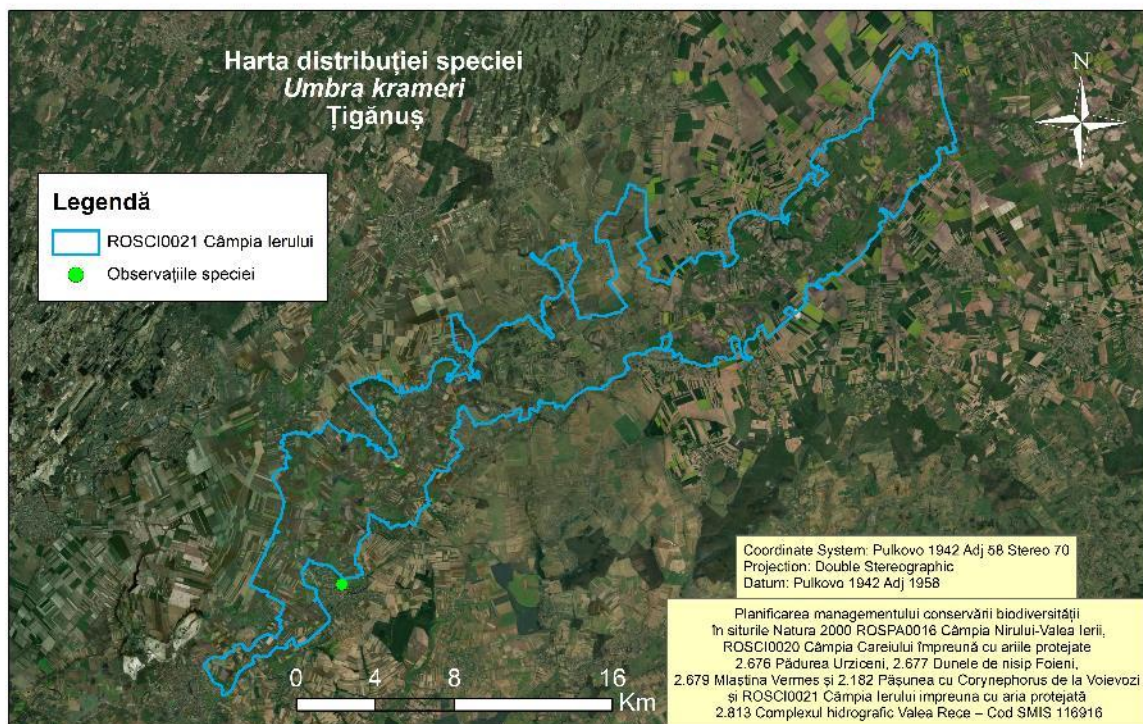 Harta distribuției speciei
Umbra krameri
Țigănuș
N
Legendă
ROSCI0021 Câmpia Ierului
Observațiile speciei
Coordinate System: Pulkovo 1942 Adj 58 Stereo 70
Projection: Double Stereographic
Datum: Pulkovo 1942 Adj 1958
Planificarea managementului conservării biodiversității
în siturile Natura 2000 ROSPA0016 Câmpia Nirului-Valea Ierii,
ROSCI0020 Câmpia Careiului împreună cu ariile protejate
2.676 Pădurea Urziceni, 2.677 Dunele de nisip Foieni,
2.679 Mlaștina Vermes și 2.182 Pășunea cu Corynephorus de la Voievozi
și ROSCI0021 Câmpia Ierului impreuna cu aria protejată
2.813 Complexul hidrografic Valea Rece – Cod SMIS 116916
0 4 8 16
Km